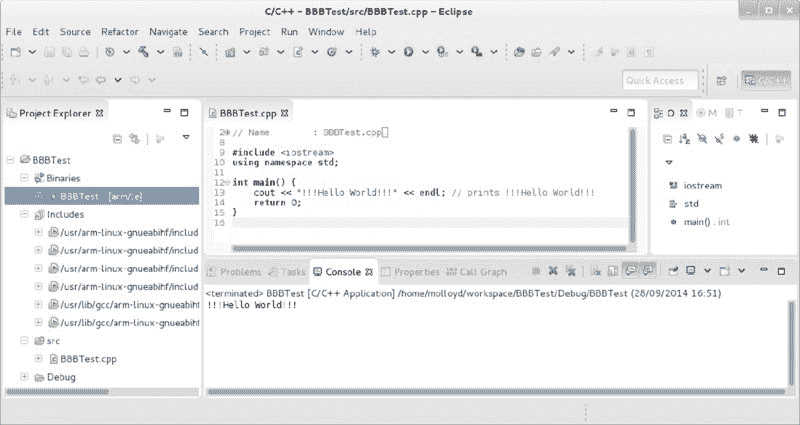 C/C++ – BBBTest/src/BBBTest.cpp – Eclipse
File Edit Source Refactor Navigate Search Project Run Window Help
Quick Access
C/C++
Project Explorer
BBBTest
Binaries
BBBTest - [arm/le]
Includes
/usr/arm-linux-gnueabihf/includ
/usr/arm-linux-gnueabihf/includ
/usr/arm-linux-gnueabihf/includ
/usr/arm-linux-gnueabihf/includ
/usr/lib/gcc/arm-linux-gnueabihf
/usr/lib/gcc/arm-linux-gnueabihf
src
BBBTest.cpp
Debug
BBBTest.cpp
2 // Name : BBBTest.cpp
8
9 #include <iostream>
10 using namespace std;
11
12 int main() {
13 cout << "!!!Hello World!!!" << endl; // prints !!!Hello World!!!
14 return 0;
15 }
16
O M T
iostream
std
main() : int
Problems Tasks Console Properties Call Graph
<terminated> BBBTest [C/C++ Application] /home/molloyd/workspace/BBBTest/Debug/BBBTest (28/09/2014 16:51)
!!!Hello World!!!